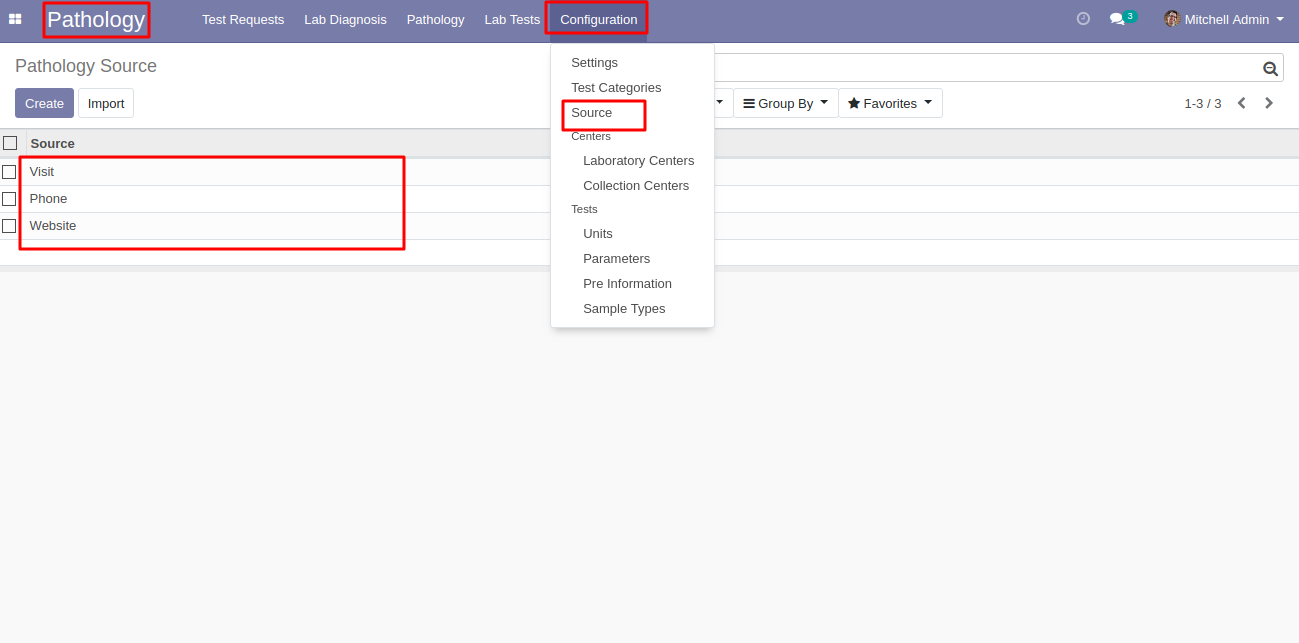 Pathology Test Requests Lab Diagnosis Pathology Lab Tests Configuration 3 Mitchell Admin
Pathology Source
Create Import
Group By Favorites 1-3 / 3
Source
Visit
Phone
Website
Settings
Test Categories
Source
Centers
Laboratory Centers
Collection Centers
Tests
Units
Parameters
Pre Information
Sample Types